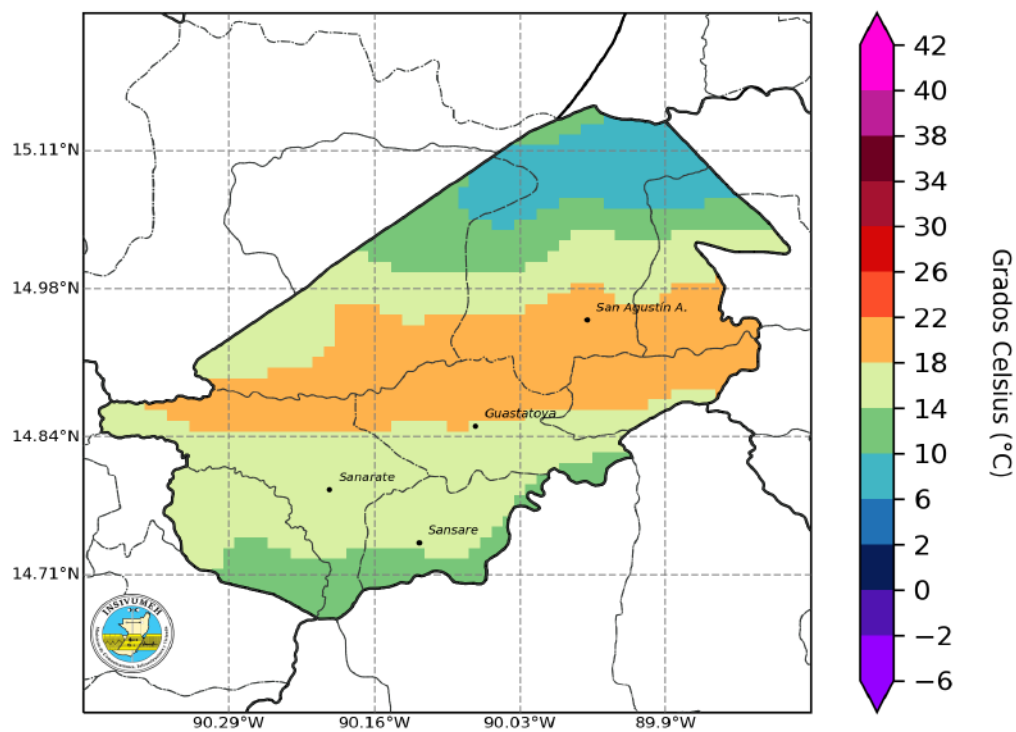 15.11°N
14.98°N
14.84°N
14.71°N
90.29°W
90.16°W
90.03°W
89.9°W
San Agustín A.
Guastatoya
Sanarate
Sansare
INSIVUMEH
42
40
38
34
30
26
22
18
14
10
6
2
0
−2
−6
Grados Celsius (°C)